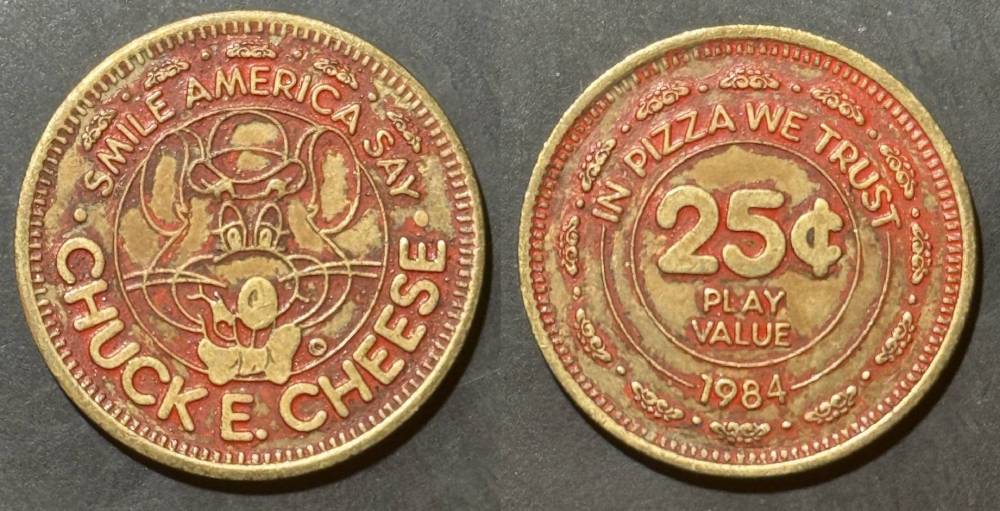 SMILE AMERICA SAY
CHUCK E. CHEESE
IN PIZZA WE TRUST
25¢
PLAY
VALUE
1984